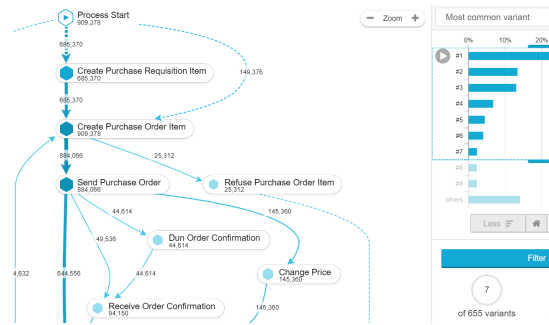 Process Start
909,378
Zoom
Most common variant
0%
10%
20%
685,370
149,376
#1
#2
#3
#4
#5
#6
#7
#8
#9
others
Create Purchase Requisition Item
685,370
685,370
Create Purchase Order Item
909,378
884,066
25,312
Send Purchase Order
884,066
Refuse Purchase Order Item
25,312
44,614
145,360
Less
49,536
Dun Order Confirmation
44,614
Filter
4,632
644,556
44,614
Change Price
145,360
7
Receive Order Confirmation
94,150
145,360
of 655 variants